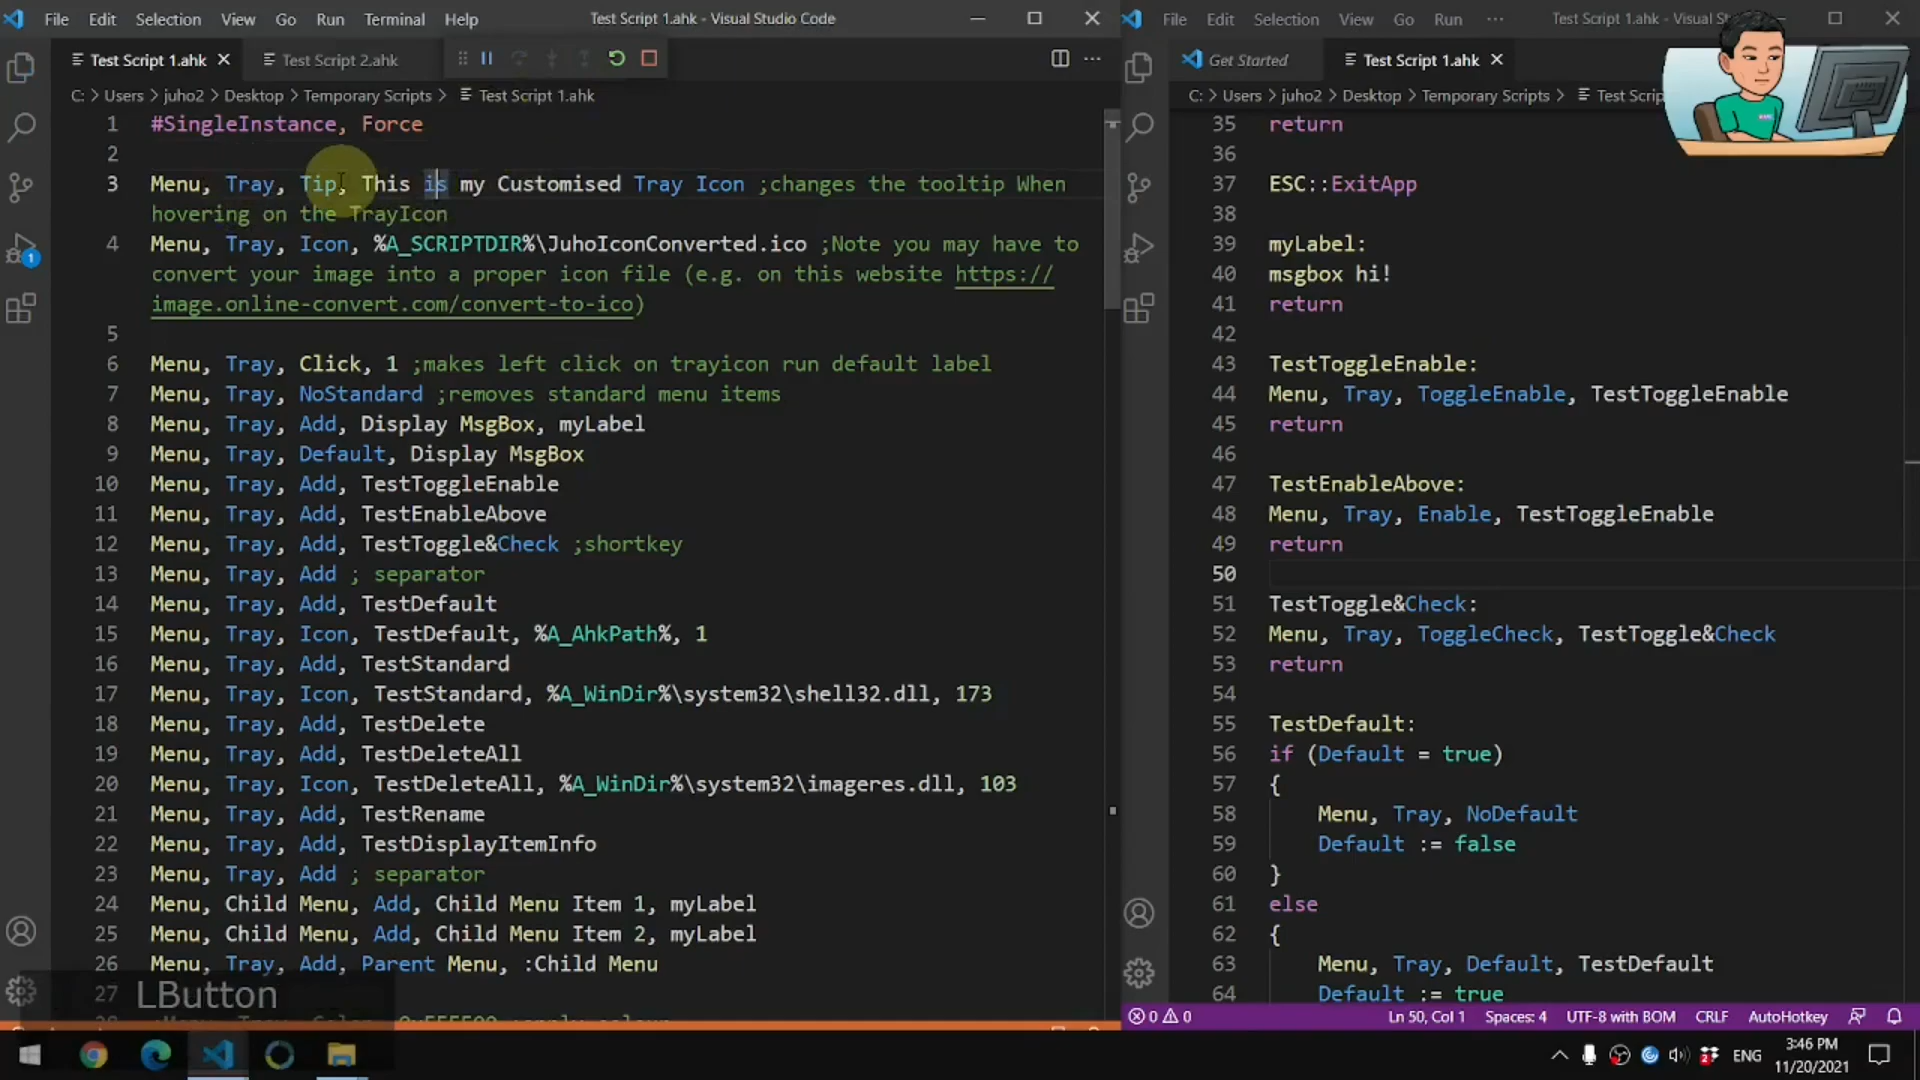 File Edit Selection View Go Run Terminal Help Test Script 1.ahk - Visual Studio Code
Test Script 1.ahk Test Script 2.ahk
C: > Users > juho2 > Desktop > Temporary Scripts > Test Script 1.ahk
1 #SingleInstance, Force
2
3 Menu, Tray, Tip, This is my Customised Tray Icon ;changes the tooltip When
hovering on the TrayIcon
4 Menu, Tray, Icon, %A_SCRIPTDIR%\JuhoIconConverted.ico ;Note you may have to
convert your image into a proper icon file (e.g. on this website https://
image.online-convert.com/convert-to-ico)
5
6 Menu, Tray, Click, 1 ;makes left click on trayicon run default label
7 Menu, Tray, NoStandard ;removes standard menu items
8 Menu, Tray, Add, Display MsgBox, myLabel
9 Menu, Tray, Default, Display MsgBox
10 Menu, Tray, Add, TestToggleEnable
11 Menu, Tray, Add, TestEnableAbove
12 Menu, Tray, Add, TestToggle&Check ;shortkey
13 Menu, Tray, Add ; separator
14 Menu, Tray, Add, TestDefault
15 Menu, Tray, Icon, TestDefault, %A_AhkPath%, 1
16 Menu, Tray, Add, TestStandard
17 Menu, Tray, Icon, TestStandard, %A_WinDir%\system32\shell32.dll, 173
18 Menu, Tray, Add, TestDelete
19 Menu, Tray, Add, TestDeleteAll
20 Menu, Tray, Icon, TestDeleteAll, %A_WinDir%\system32\imageres.dll, 103
21 Menu, Tray, Add, TestRename
22 Menu, Tray, Add, TestDisplayItemInfo
23 Menu, Tray, Add ; separator
24 Menu, Child Menu, Add, Child Menu Item 1, myLabel
25 Menu, Child Menu, Add, Child Menu Item 2, myLabel
26 Menu, Tray, Add, Parent Menu, :Child Menu
27
LButton
1
File Edit Selection View Go Run ··· Test Script 1.ahk - Visual
Get Started Test Script 1.ahk
C: > Users > juho2 > Desktop > Temporary Scripts > Test Scrip
35 return
36
37 ESC::ExitApp
38
39 myLabel:
40 msgbox hi!
41 return
42
43 TestToggleEnable:
44 Menu, Tray, ToggleEnable, TestToggleEnable
45 return
46
47 TestEnableAbove:
48 Menu, Tray, Enable, TestToggleEnable
49 return
50
51 TestToggle&Check:
52 Menu, Tray, ToggleCheck, TestToggle&Check
53 return
54
55 TestDefault:
56 if (Default = true)
57 {
58 Menu, Tray, NoDefault
59 Default := false
60 }
61 else
62 {
63 Menu, Tray, Default, TestDefault
64 Default := true
0 0 Ln 50, Col 1 Spaces: 4 UTF-8 with BOM CRLF AutoHotkey
ENG 3:46 PM
11/20/2021